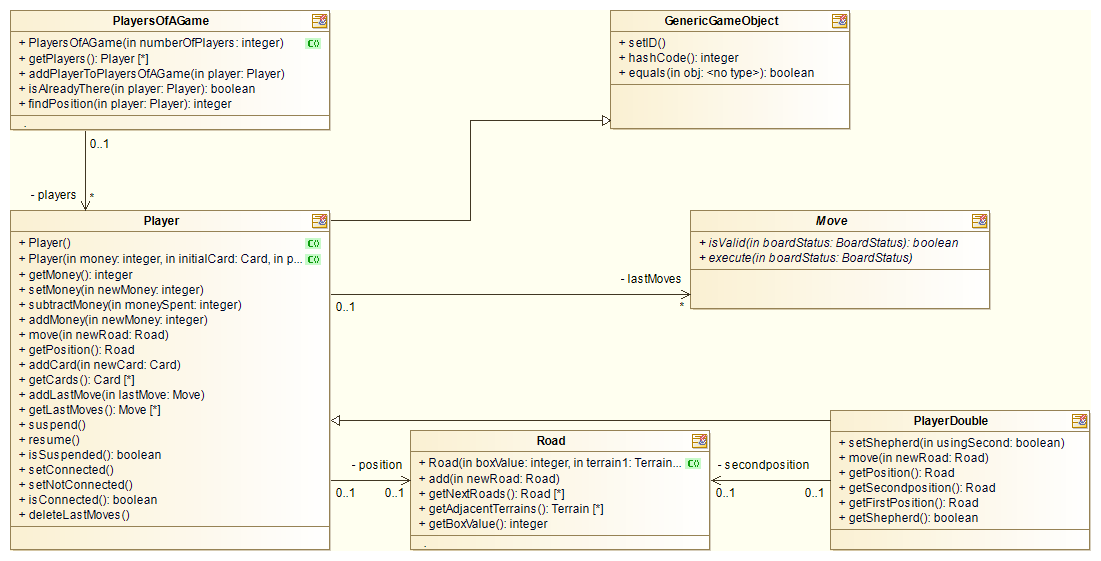 PlayersOfAGame
+ PlayersOfAGame(in numberOfPlayers: integer)
+ getPlayers(): Player [*]
+ addPlayerToPlayersOfAGame(in player: Player)
+ isAlreadyThere(in player: Player): boolean
+ findPosition(in player: Player): integer
GenericGameObject
+ setID()
+ hashCode(): integer
+ equals(in obj: <no type>): boolean
0..1
- players
*
Player
+ Player()
+ Player(in money: integer, in initialCard: Card, in p...
+ getMoney(): integer
+ setMoney(in newMoney: integer)
+ subtractMoney(in moneySpent: integer)
+ addMoney(in newMoney: integer)
+ move(in newRoad: Road)
+ getPosition(): Road
+ addCard(in newCard: Card)
+ getCards(): Card [*]
+ addLastMove(in lastMove: Move)
+ getLastMoves(): Move [*]
+ suspend()
+ resume()
+ isSuspended(): boolean
+ setConnected()
+ setNotConnected()
+ isConnected(): boolean
+ deleteLastMoves()
Move
+ isValid(in boardStatus: BoardStatus): boolean
+ execute(in boardStatus: BoardStatus)
- lastMoves
0..1
*
PlayerDouble
+ setShepherd(in usingSecond: boolean)
+ move(in newRoad: Road)
+ getPosition(): Road
+ getSecondposition(): Road
+ getFirstPosition(): Road
+ getShepherd(): boolean
Road
+ Road(in boxValue: integer, in terrain1: Terrain...
+ add(in newRoad: Road)
+ getNextRoads(): Road [*]
+ getAdjacentTerrains(): Terrain [*]
+ getBoxValue(): integer
- position
0..1
0..1
- secondposition
0..1
0..1